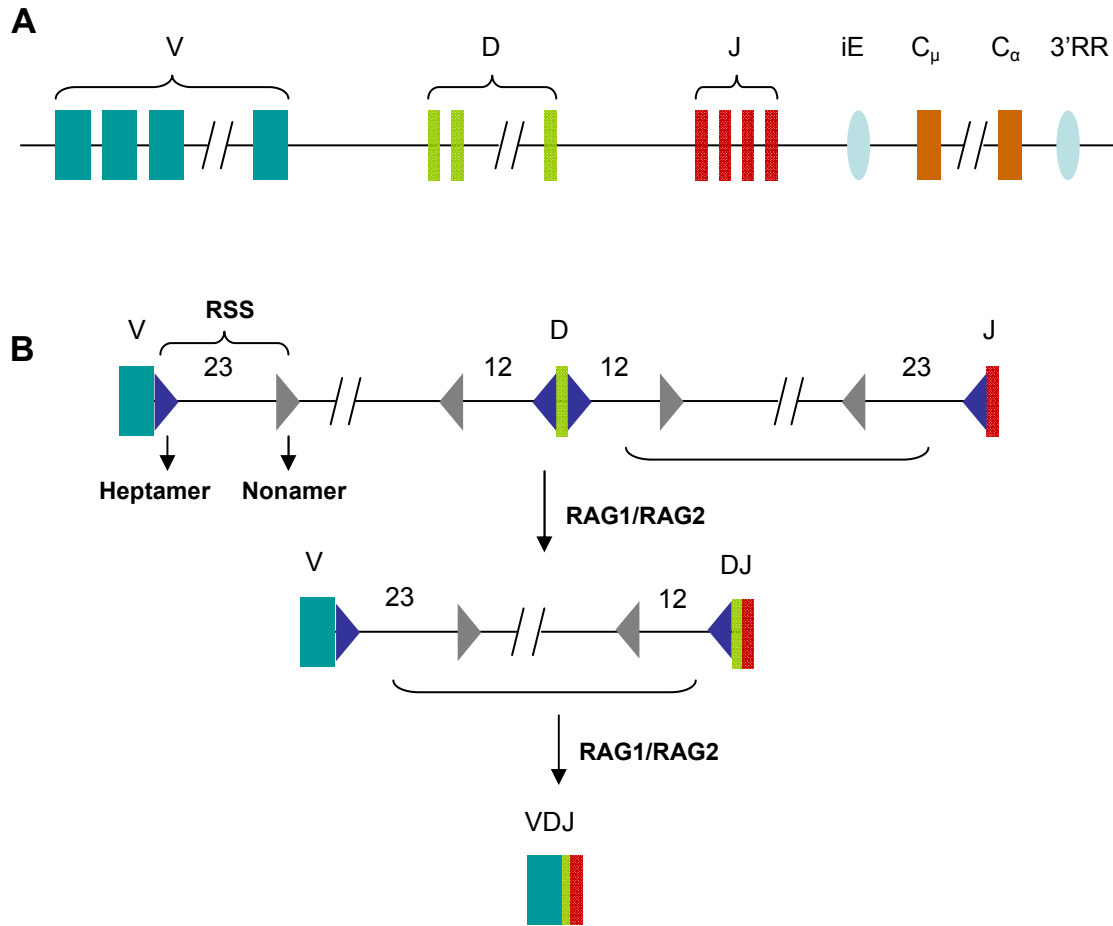 A
V D J iE Cμ Cα 3'RR
B
RSS
V D J
23 12 12 23
Heptamer Nonamer
RAG1/RAG2
V DJ
23 12
RAG1/RAG2
VDJ